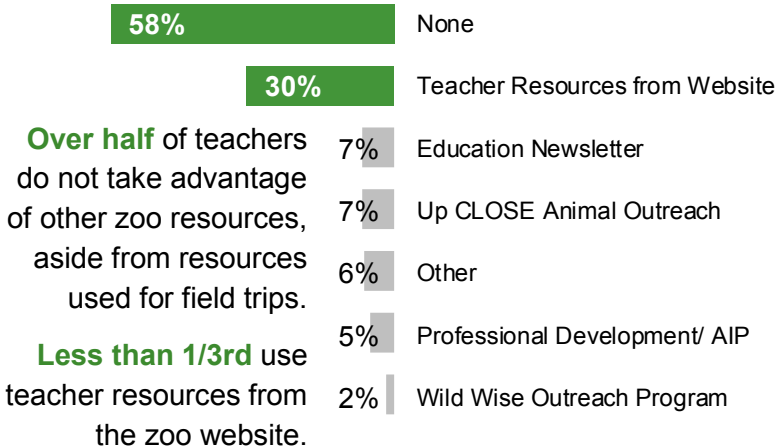 58% None
30% Teacher Resources from Website
Over half of teachers
do not take advantage
of other zoo resources,
aside from resources
used for field trips.
Less than 1/3rd use
teacher resources from
the zoo website.
7% Education Newsletter
7% Up CLOSE Animal Outreach
6% Other
5% Professional Development/ AIP
2% Wild Wise Outreach Program